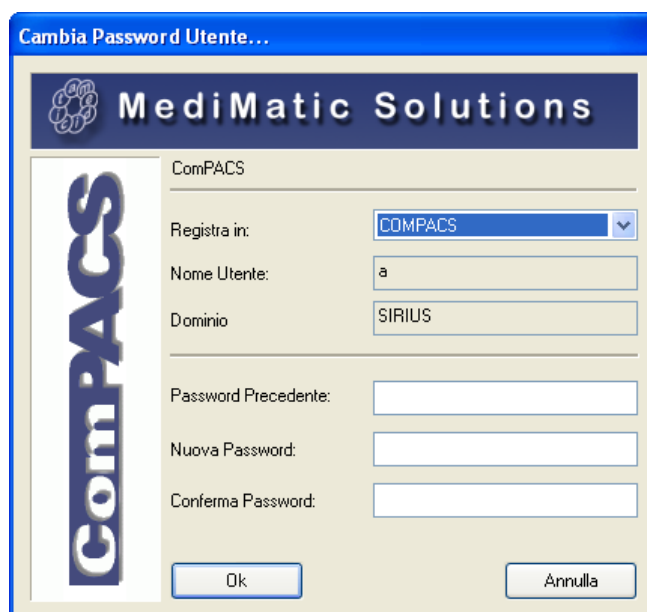 Cambia Password Utente...
MediMatic Solutions
ComPACS
ComPACS
Registra in: COMPACS
Nome Utente: a
Dominio SIRIUS
Password Precedente:
Nuova Password:
Conferma Password:
Ok Annulla